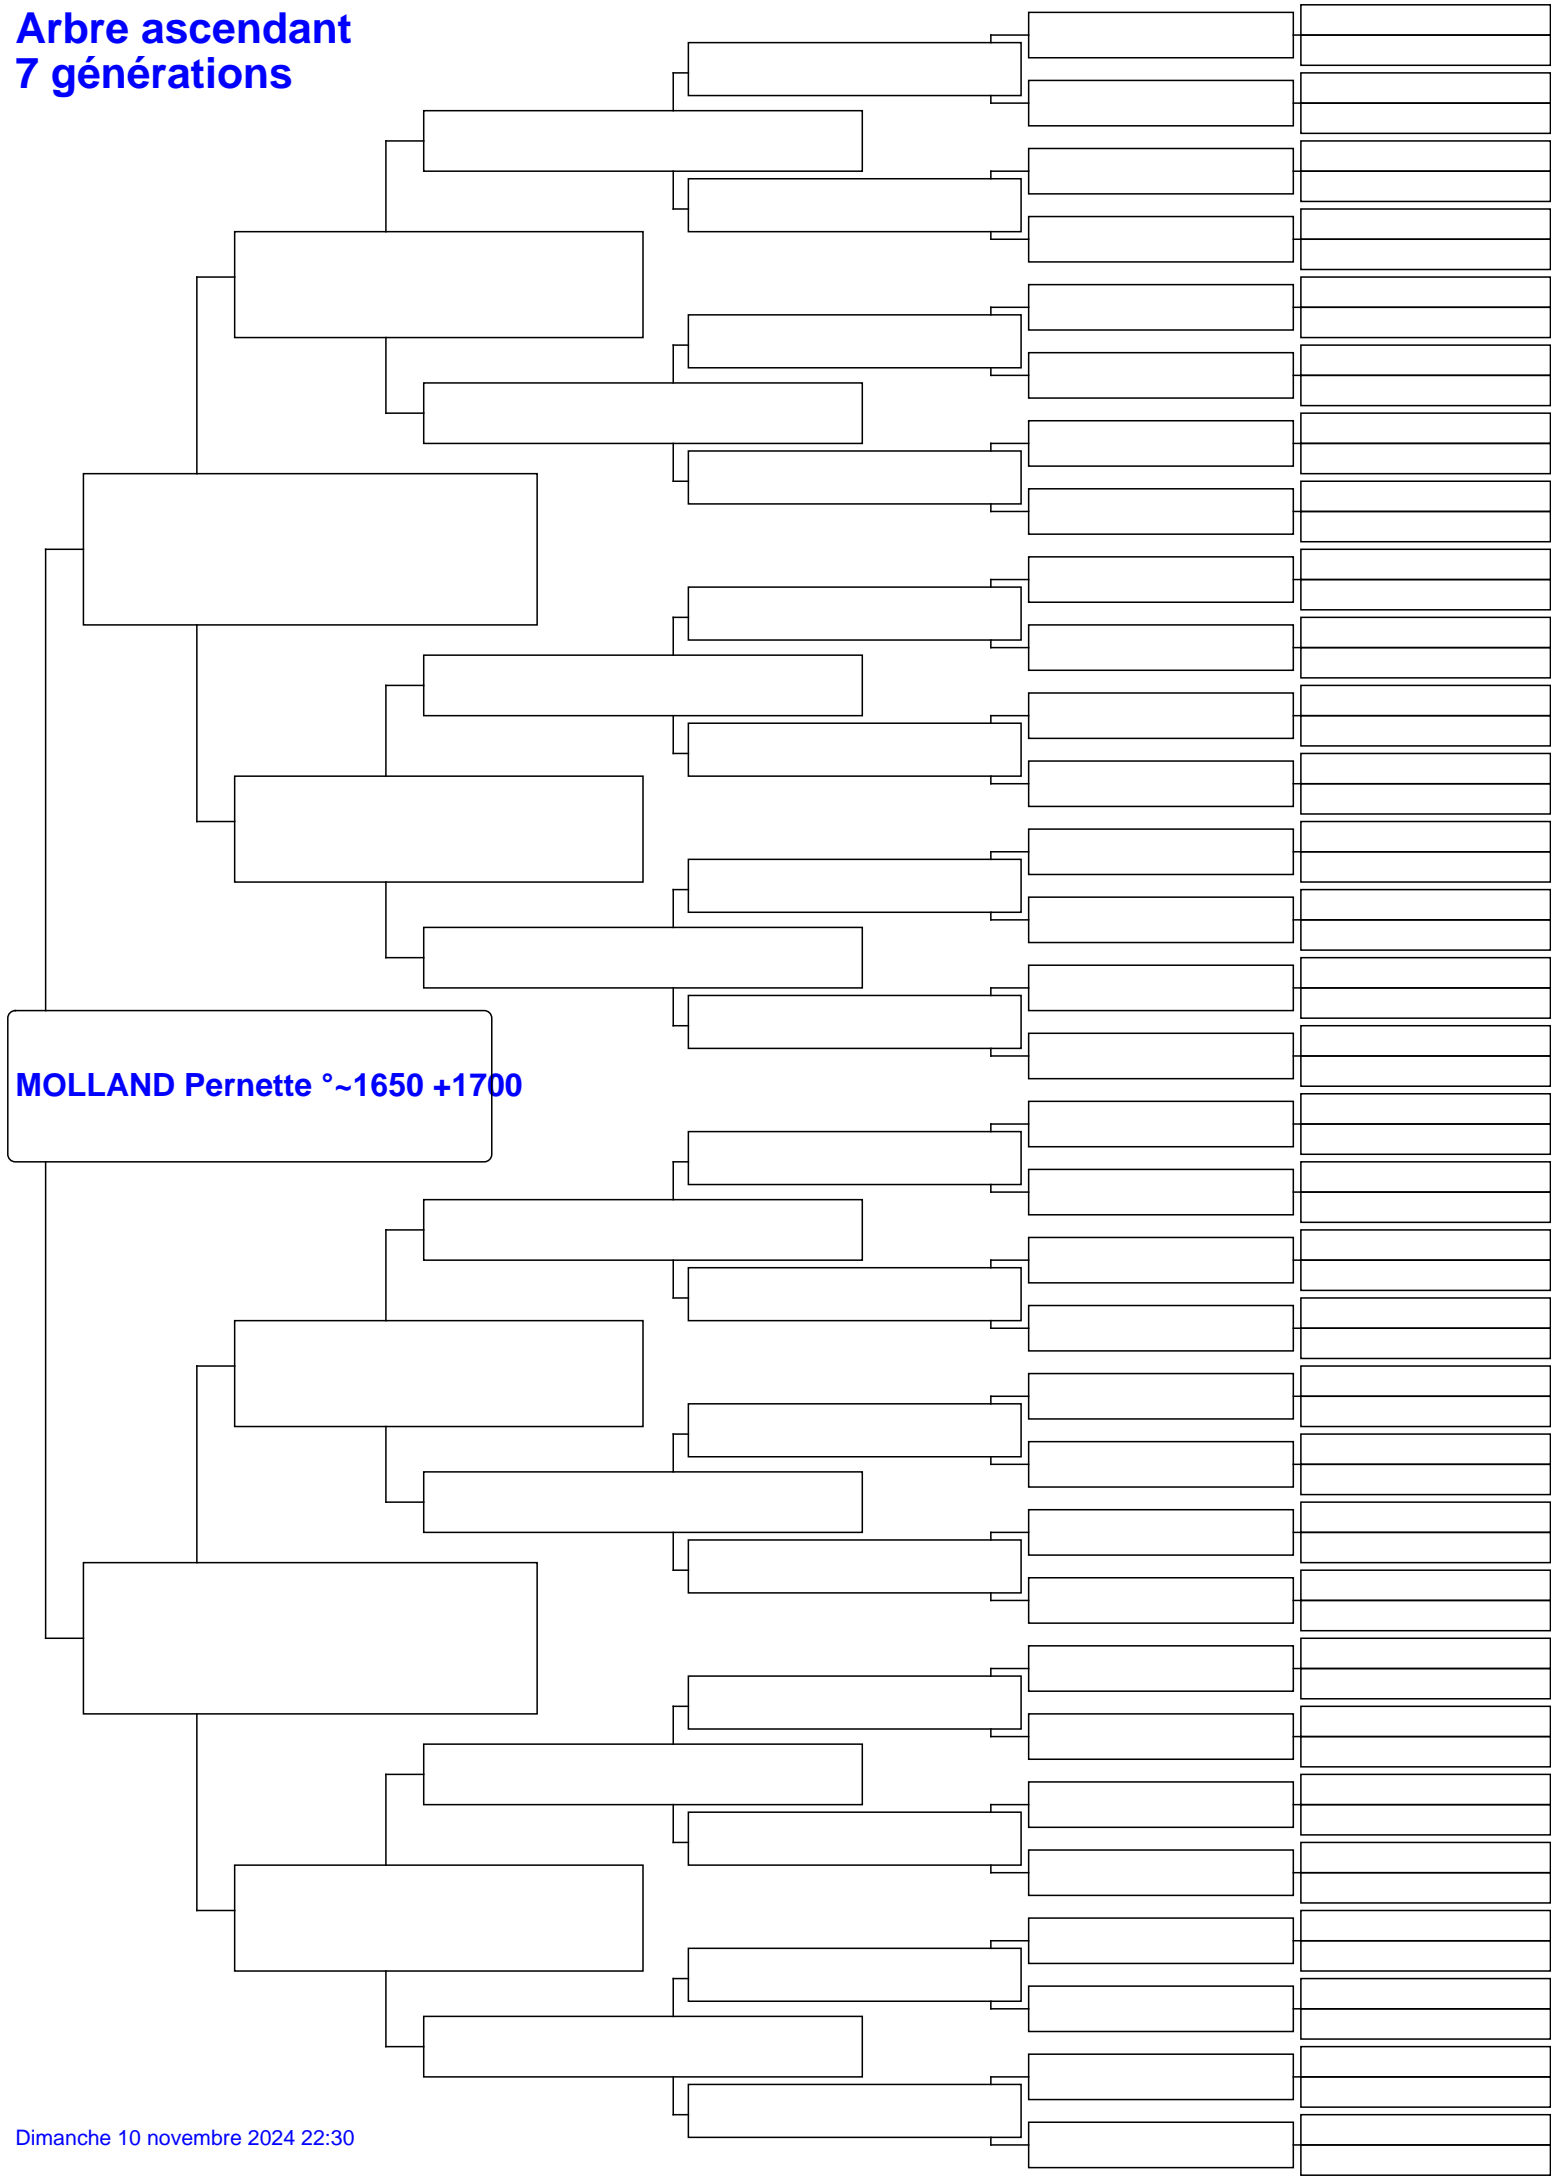 Arbre ascendant
7 générations
MOLLAND Pernette °~1650 +1700
Dimanche 10 novembre 2024 22:30